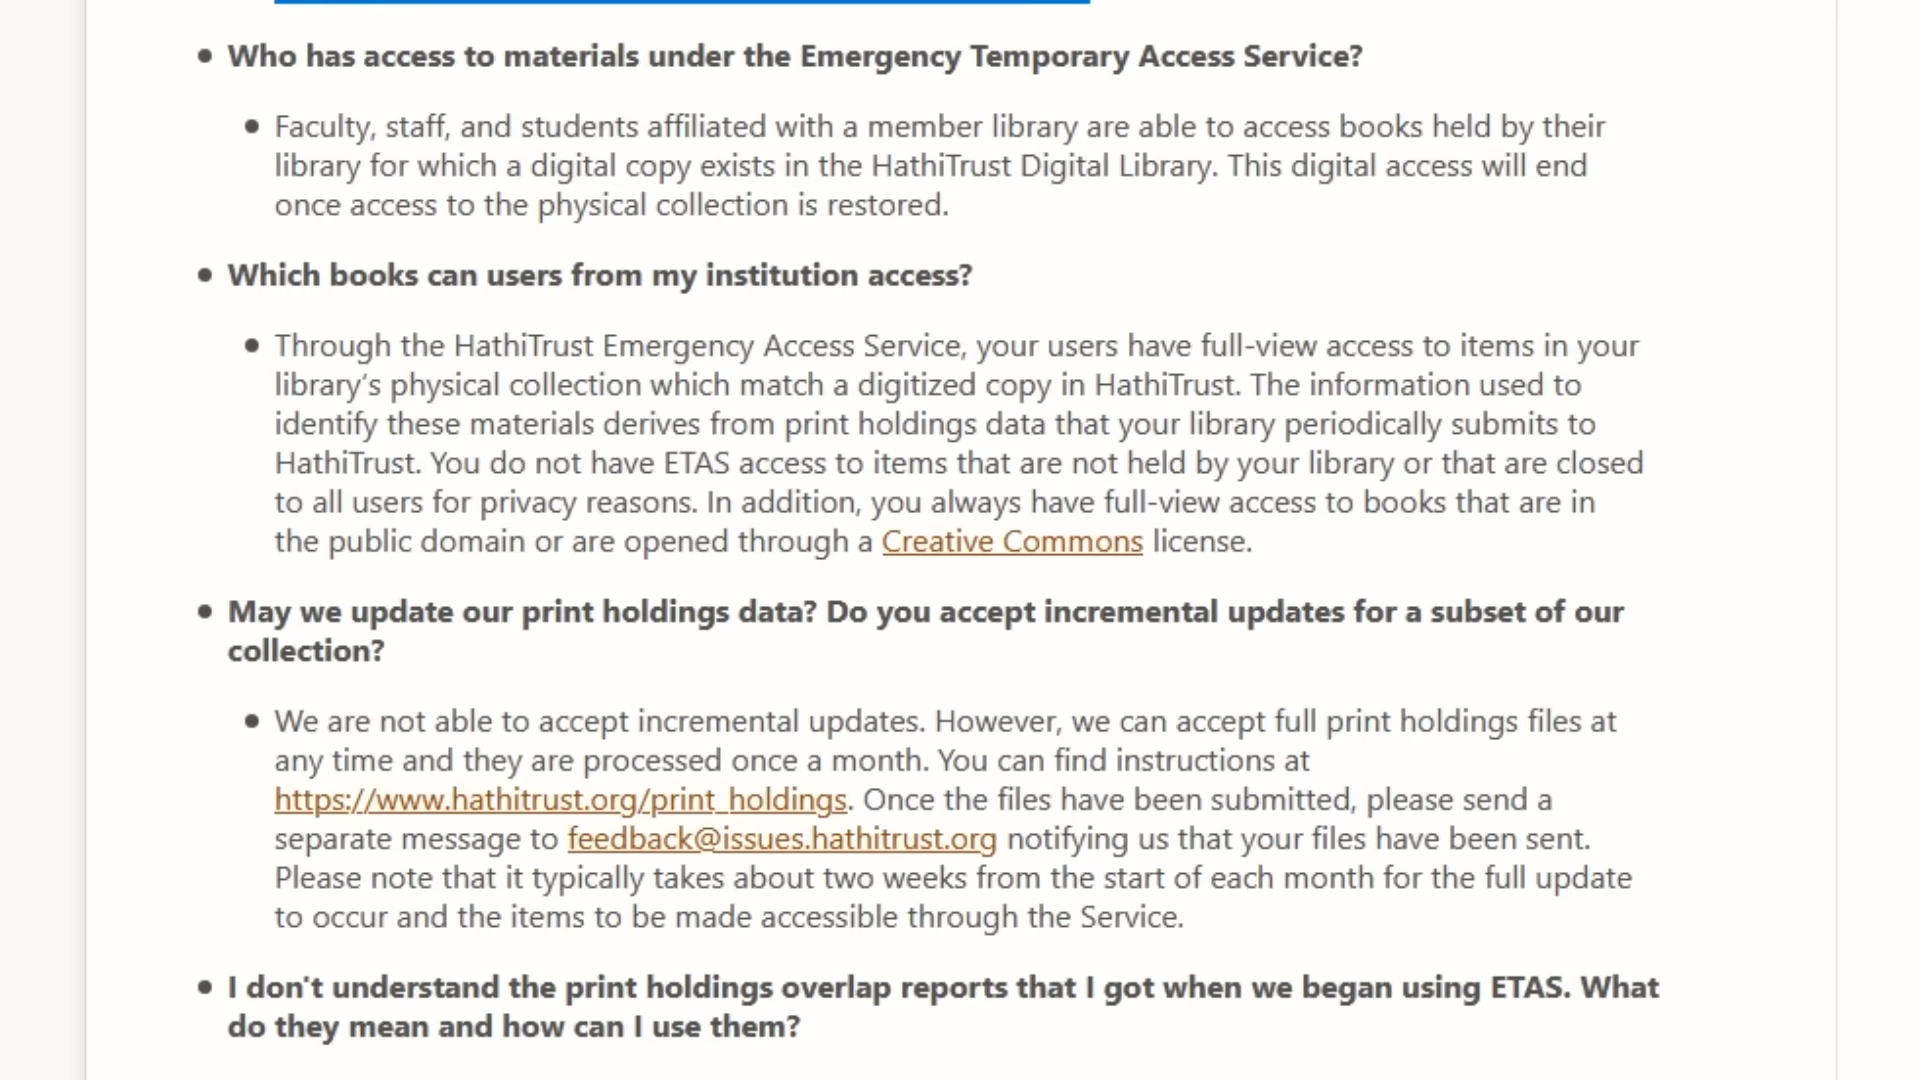 • Who has access to materials under the Emergency Temporary Access Service?
• Faculty, staff, and students affiliated with a member library are able to access books held by their
library for which a digital copy exists in the HathiTrust Digital Library. This digital access will end
once access to the physical collection is restored.
• Which books can users from my institution access?
• Through the HathiTrust Emergency Access Service, your users have full-view access to items in your
library's physical collection which match a digitized copy in HathiTrust. The information used to
identify these materials derives from print holdings data that your library periodically submits to
HathiTrust. You do not have ETAS access to items that are not held by your library or that are closed
to all users for privacy reasons. In addition, you always have full-view access to books that are in
the public domain or are opened through a Creative Commons license.
• May we update our print holdings data? Do you accept incremental updates for a subset of our
collection?
• We are not able to accept incremental updates. However, we can accept full print holdings files at
any time and they are processed once a month. You can find instructions at
https://www.hathitrust.org/print_holdings. Once the files have been submitted, please send a
separate message to feedback@issues.hathitrust.org notifying us that your files have been sent.
Please note that it typically takes about two weeks from the start of each month for the full update
to occur and the items to be made accessible through the Service.
• I don't understand the print holdings overlap reports that I got when we began using ETAS. What
do they mean and how can I use them?